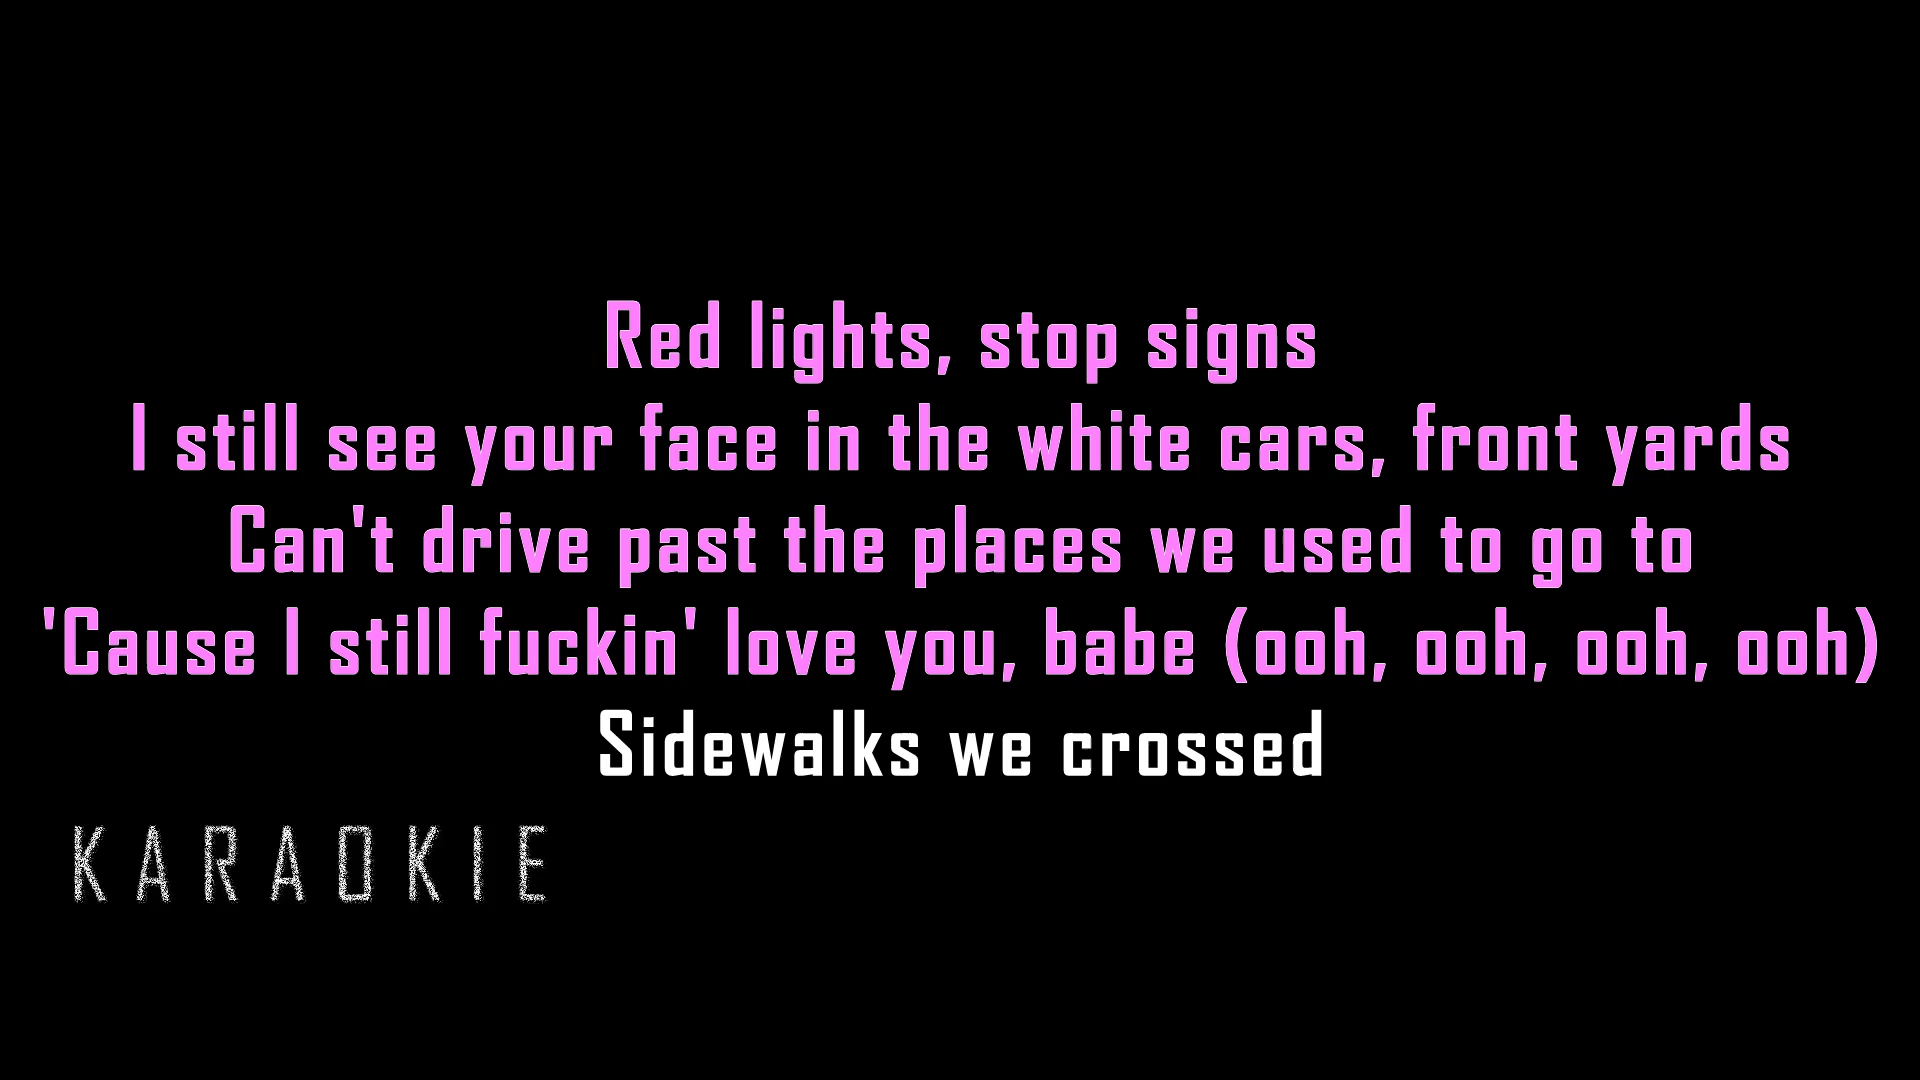 Red lights, stop signs
I still see your face in the white cars, front yards
Can't drive past the places we used to go to
'Cause I still fuckin' love you, babe (ooh, ooh, ooh, ooh)
Sidewalks we crossed
KARAOKIE